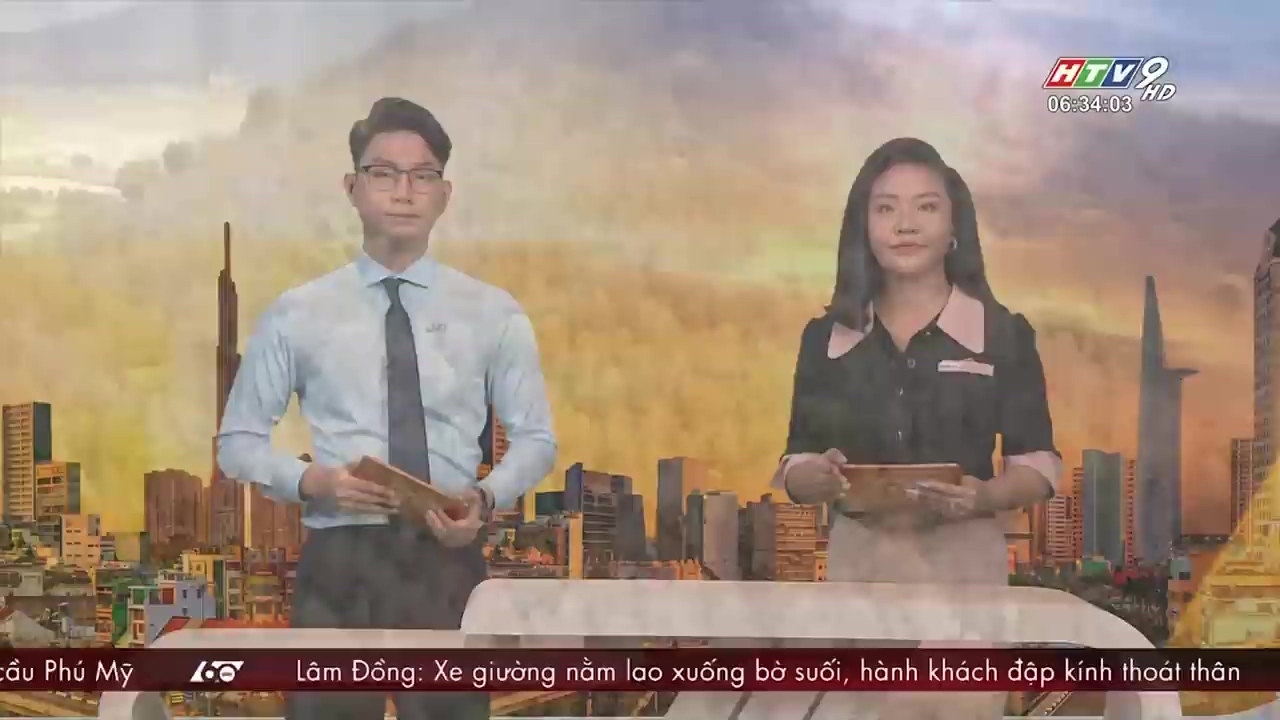 HTV9
HD
06:34:03
cầu Phú Mỹ 60 Lâm Đồng: Xe giường nằm lao xuống bờ suối, hành khách đập kính thoát thân